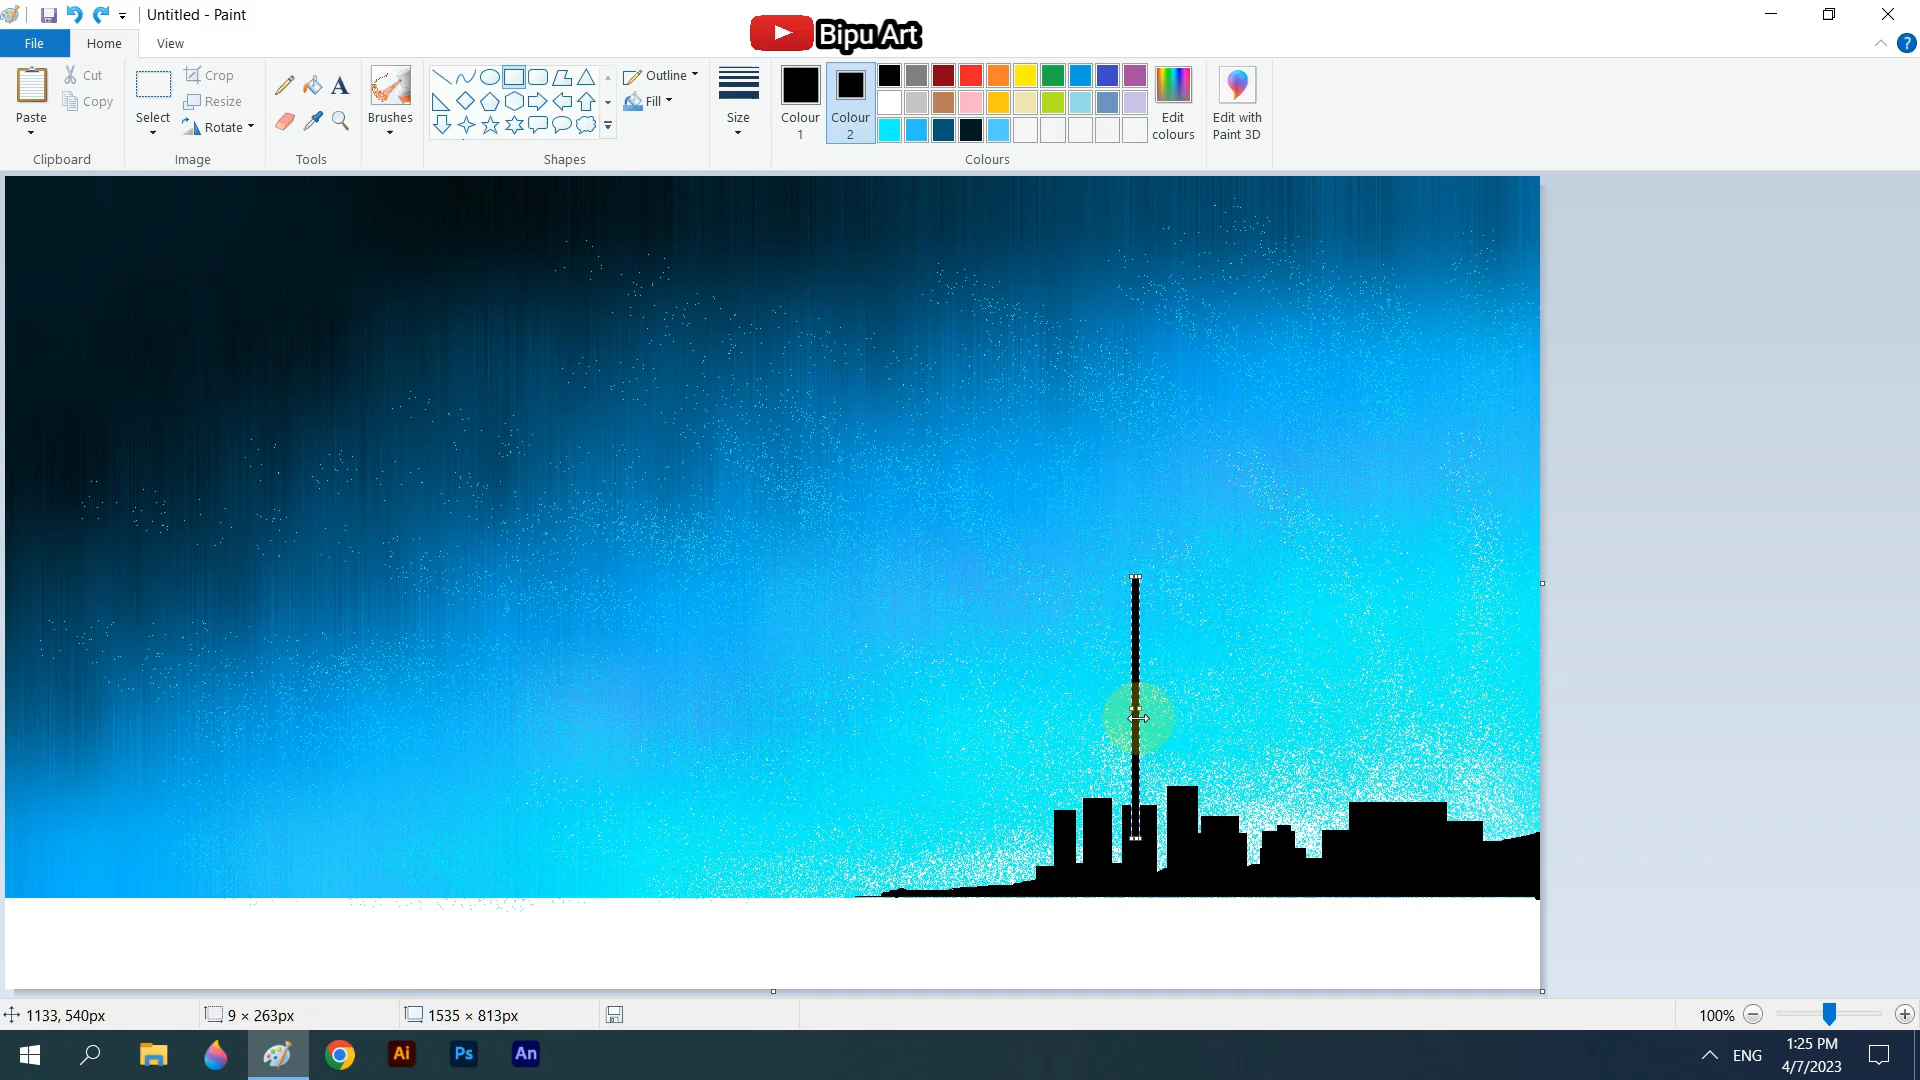 Untitled - Paint
Bipu Art
File
Home
View
Paste
Cut
Copy
Clipboard
Select
Crop
Resize
Rotate
Image
A
Tools
Brushes
Outline
Fill
Shapes
Size
Colour
1
Colour
2
Edit
colours
Colours
Edit with
Paint 3D
?
1133, 540px
9 × 263px
1535 × 813px
100%
Ai
Ps
An
ENG
1:25 PM
4/7/2023